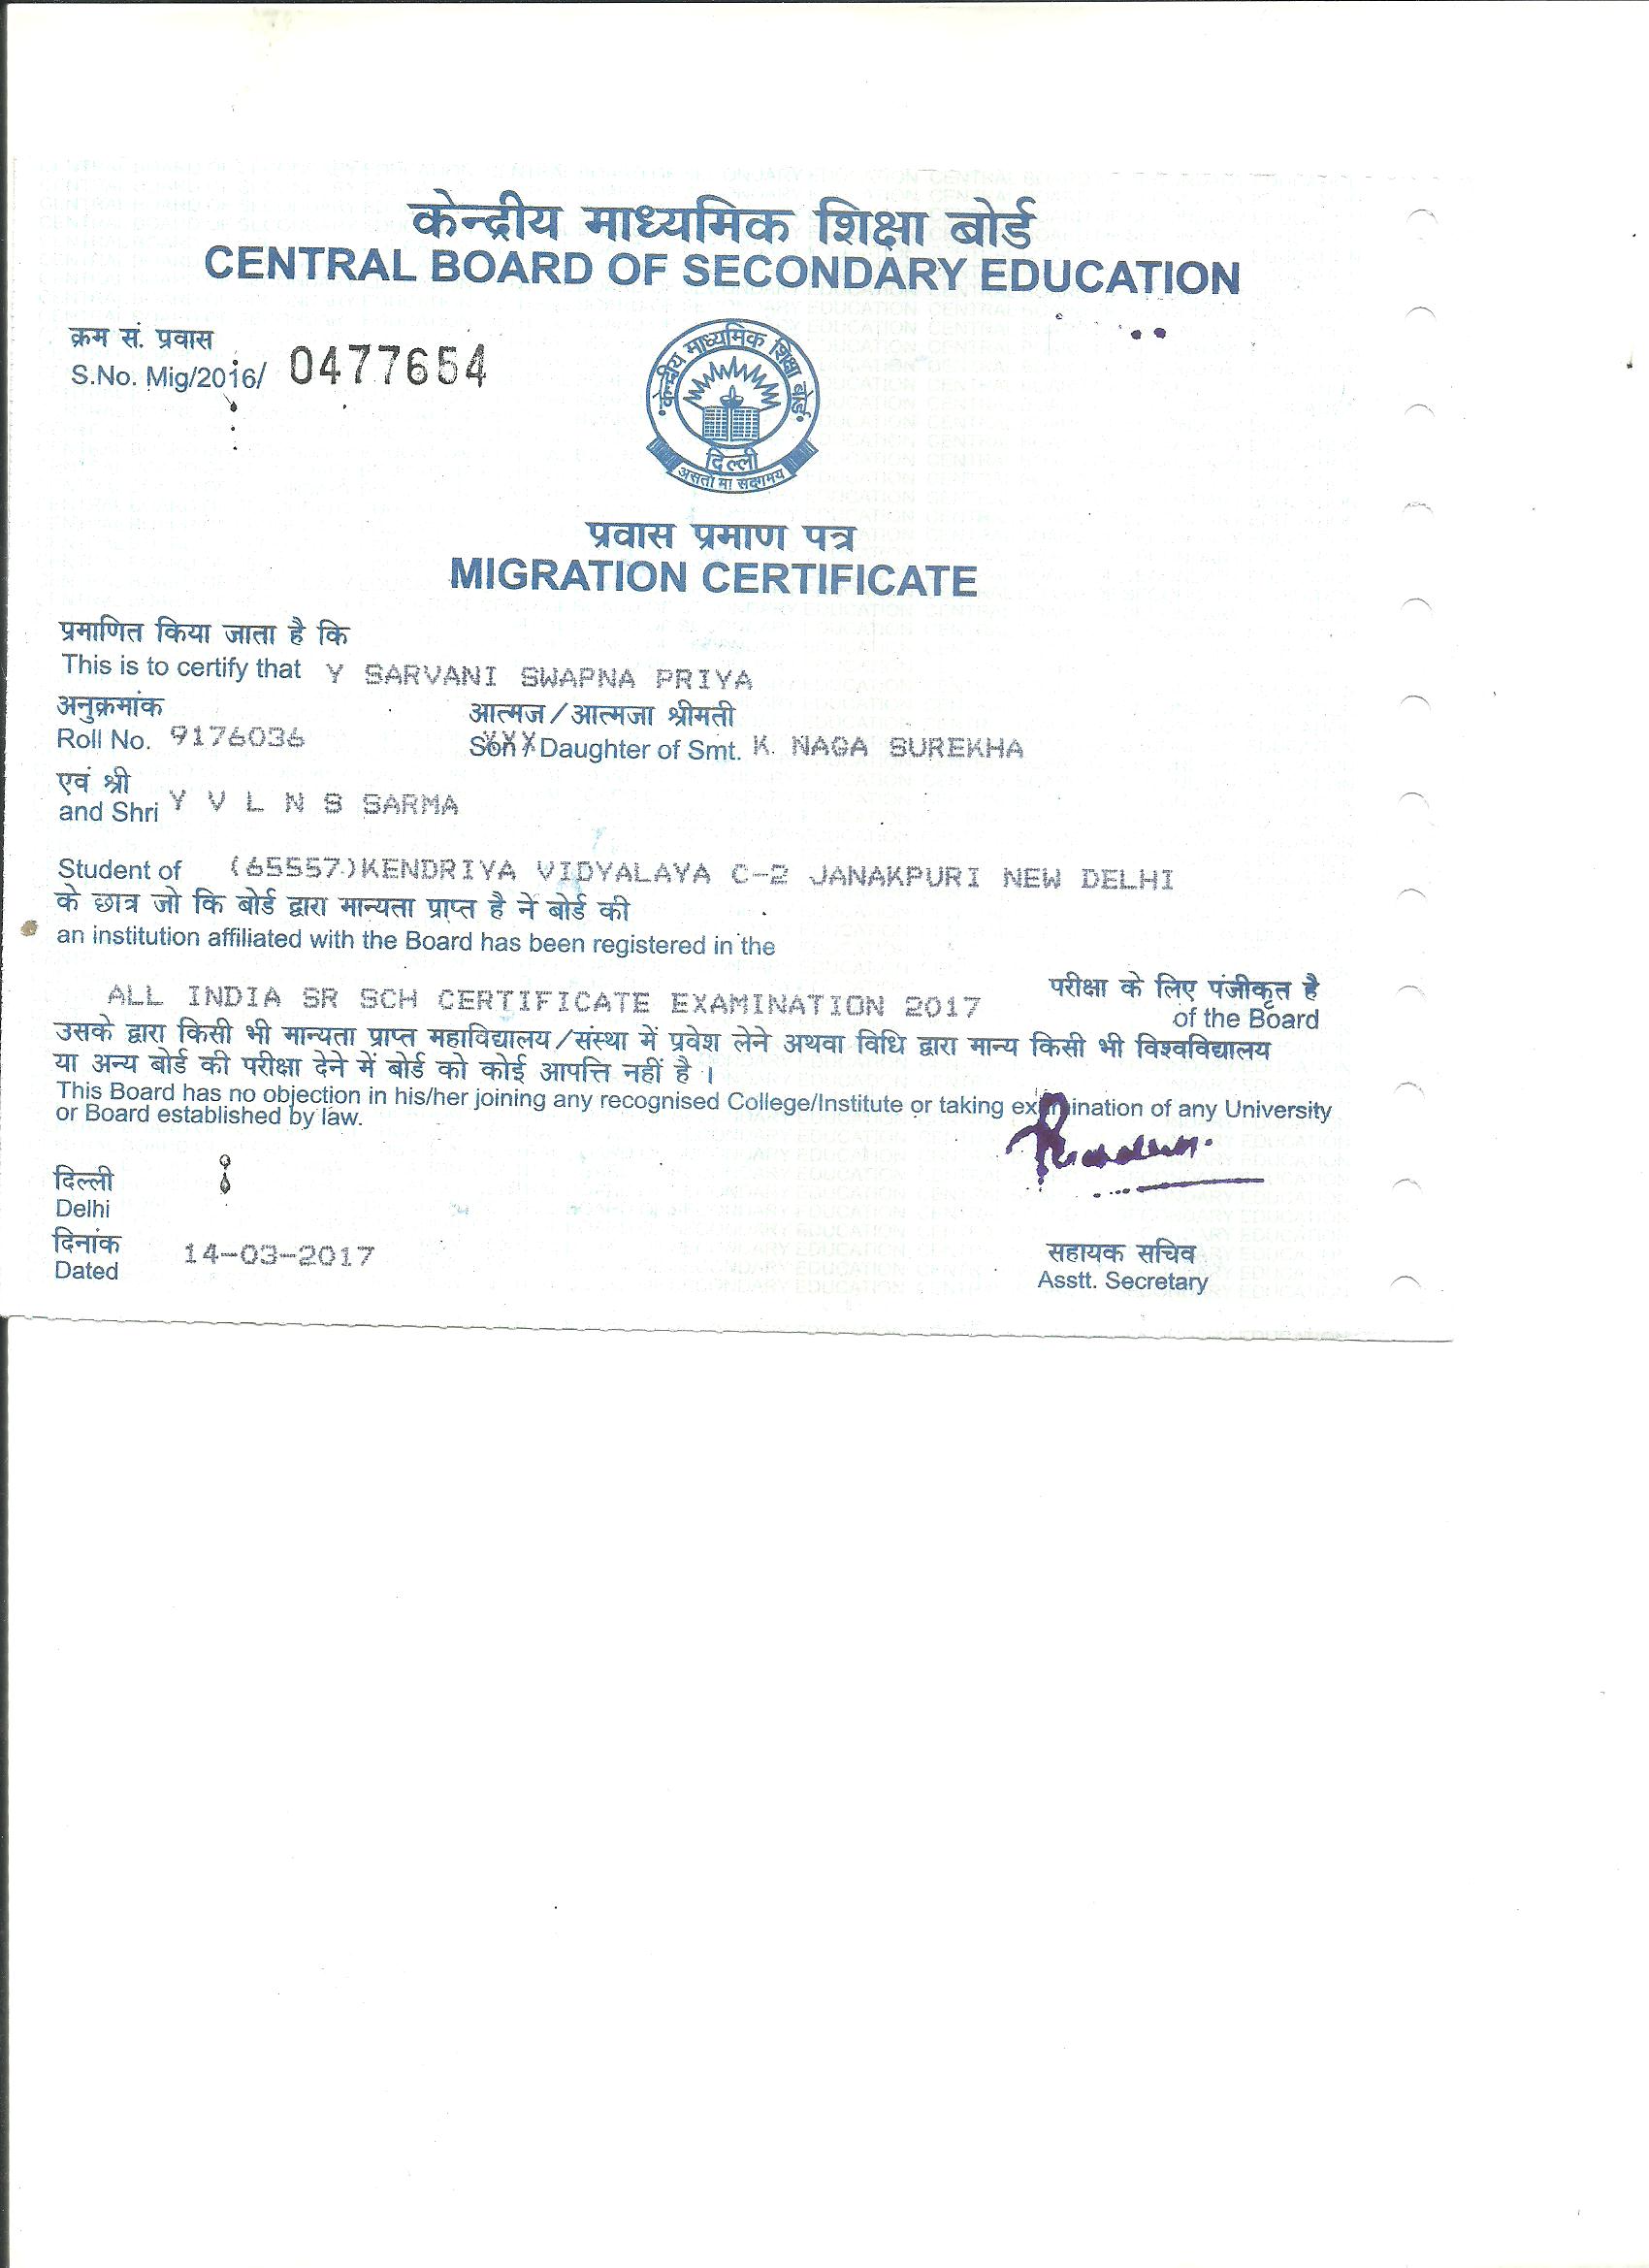 केन्द्रीय माध्यमिक शिक्षा बोर्ड
CENTRAL BOARD OF SECONDARY EDUCATION
क्रम सं. प्रवास
S.No. Mig/2016/ 0477654
केन्द्रीय माध्यमिक शिक्षा बोर्ड
दिल्ली
असतो मा सद्गमय
प्रवास प्रमाण पत्र
MIGRATION CERTIFICATE
प्रमाणित किया जाता है कि
This is to certify that Y SARVANI SWAPNA PRIYA
अनुक्रमांक आत्मज/आत्मजा श्रीमती
Roll No. 9176036 Son/Daughter of Smt. K. NAGA SUREKHA
एवं श्री
and Shri Y V L N S SARMA
Student of (65557)KENDRIYA VIDYALAYA C-2 JANAKPURI NEW DELHI
के छात्र जो कि बोर्ड द्वारा मान्यता प्राप्त है नें बोर्ड की
an institution affiliated with the Board has been registered in the
ALL INDIA SR SCH CERTIFICATE EXAMINATION 2017 परीक्षा के लिए पंजीकृत है
of the Board
उसके द्वारा किसी भी मान्यता प्राप्त महाविद्यालय/संस्था में प्रवेश लेने अथवा विधि द्वारा मान्य किसी भी विश्वविद्यालय
या अन्य बोर्ड की परीक्षा देने में बोर्ड को कोई आपत्ति नहीं है ।
This Board has no objection in his/her joining any recognised College/Institute or taking examination of any University
or Board established by law.
दिल्ली
Delhi
दिनांक
Dated 14-03-2017
सहायक सचिव
Asstt. Secretary